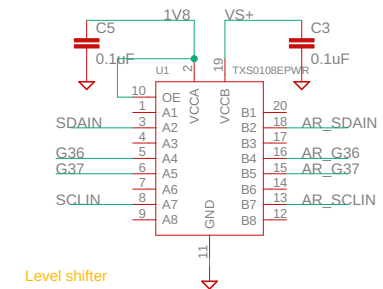 1V8 VS+
C5 C3
0.1uF 0.1uF
U1 TXS0108EPWR
2 19
VCCA VCCB
10 OE
1 A1 B1 20
SDAIN 3 A2 B2 18 AR_SDAIN
4 A3 B3 17
G36 5 A4 B4 16 AR_G36
G37 6 A5 B5 15 AR_G37
7 A6 B6 14
SCLIN 8 A7 B7 13 AR_SCLIN
9 A8 B8 12
GND
11
Level shifter